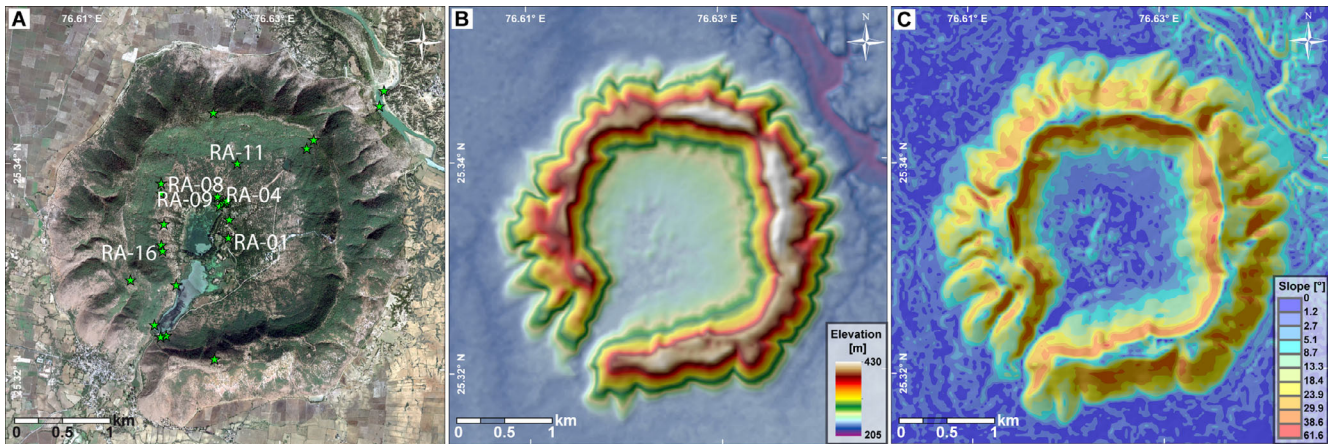 A
76.61° E
76.63° E
N
25.34° N
RA-11
RA-08
RA-09
RA-04
RA-01
RA-16
0
0.5
1
km
B
76.61° E
76.63° E
N
25.34° N
25.32° N
Elevation
[m]
430
205
0
0.5
1
km
C
76.61° E
76.63° E
N
25.34° N
25.32° N
Slope [°]
0
1.2
2.7
5.1
8.7
13.3
18.4
23.9
29.9
38.6
61.6
0
0.5
1
km